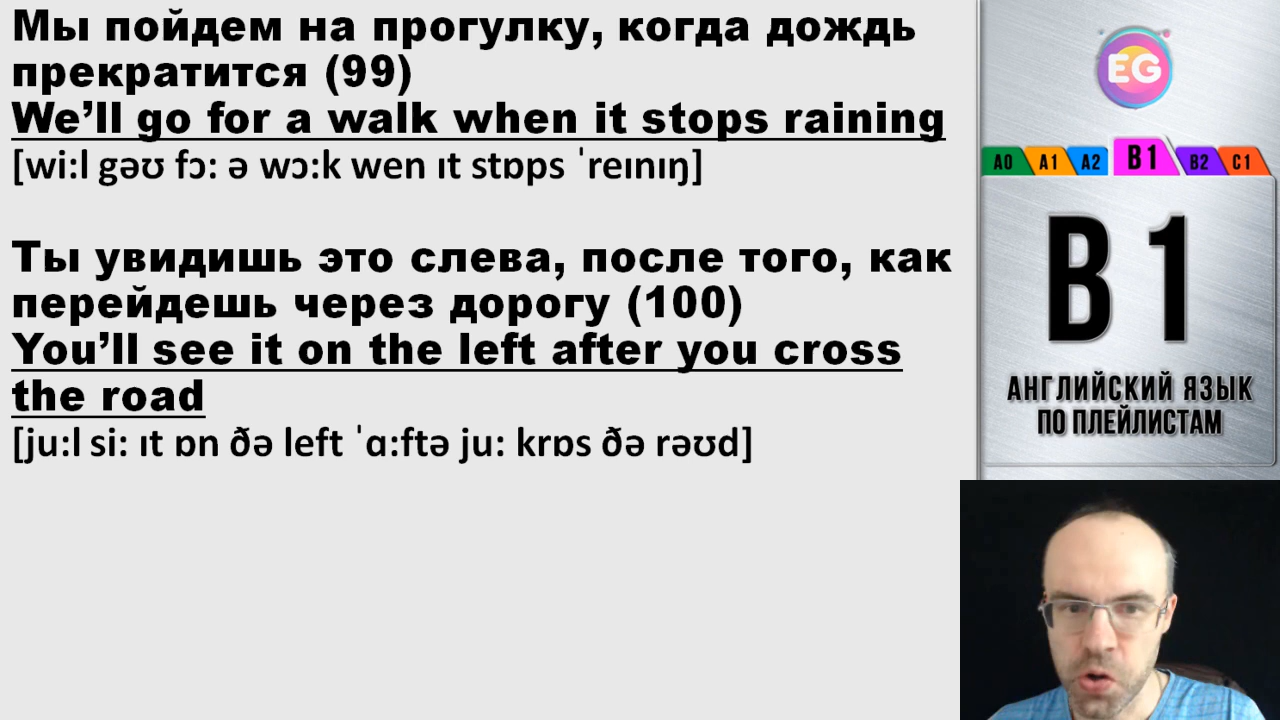 Мы пойдем на прогулку, когда дождь
прекратится (99)
We’ll go for a walk when it stops raining
[wi:l gəʊ fɔ: ə wɔ:k wen ɪt stɒps ˈreɪnɪŋ]
Ты увидишь это слева, после того, как
перейдешь через дорогу (100)
You’ll see it on the left after you cross
the road
[ju:l si: ɪt ɒn ðə left ˈɑ:ftə ju: krɒs ðə rəʊd]
EG
A0 A1 A2 B1 B2 C1
B1
АНГЛИЙСКИЙ ЯЗЫК
ПО ПЛЕЙЛИСТАМ